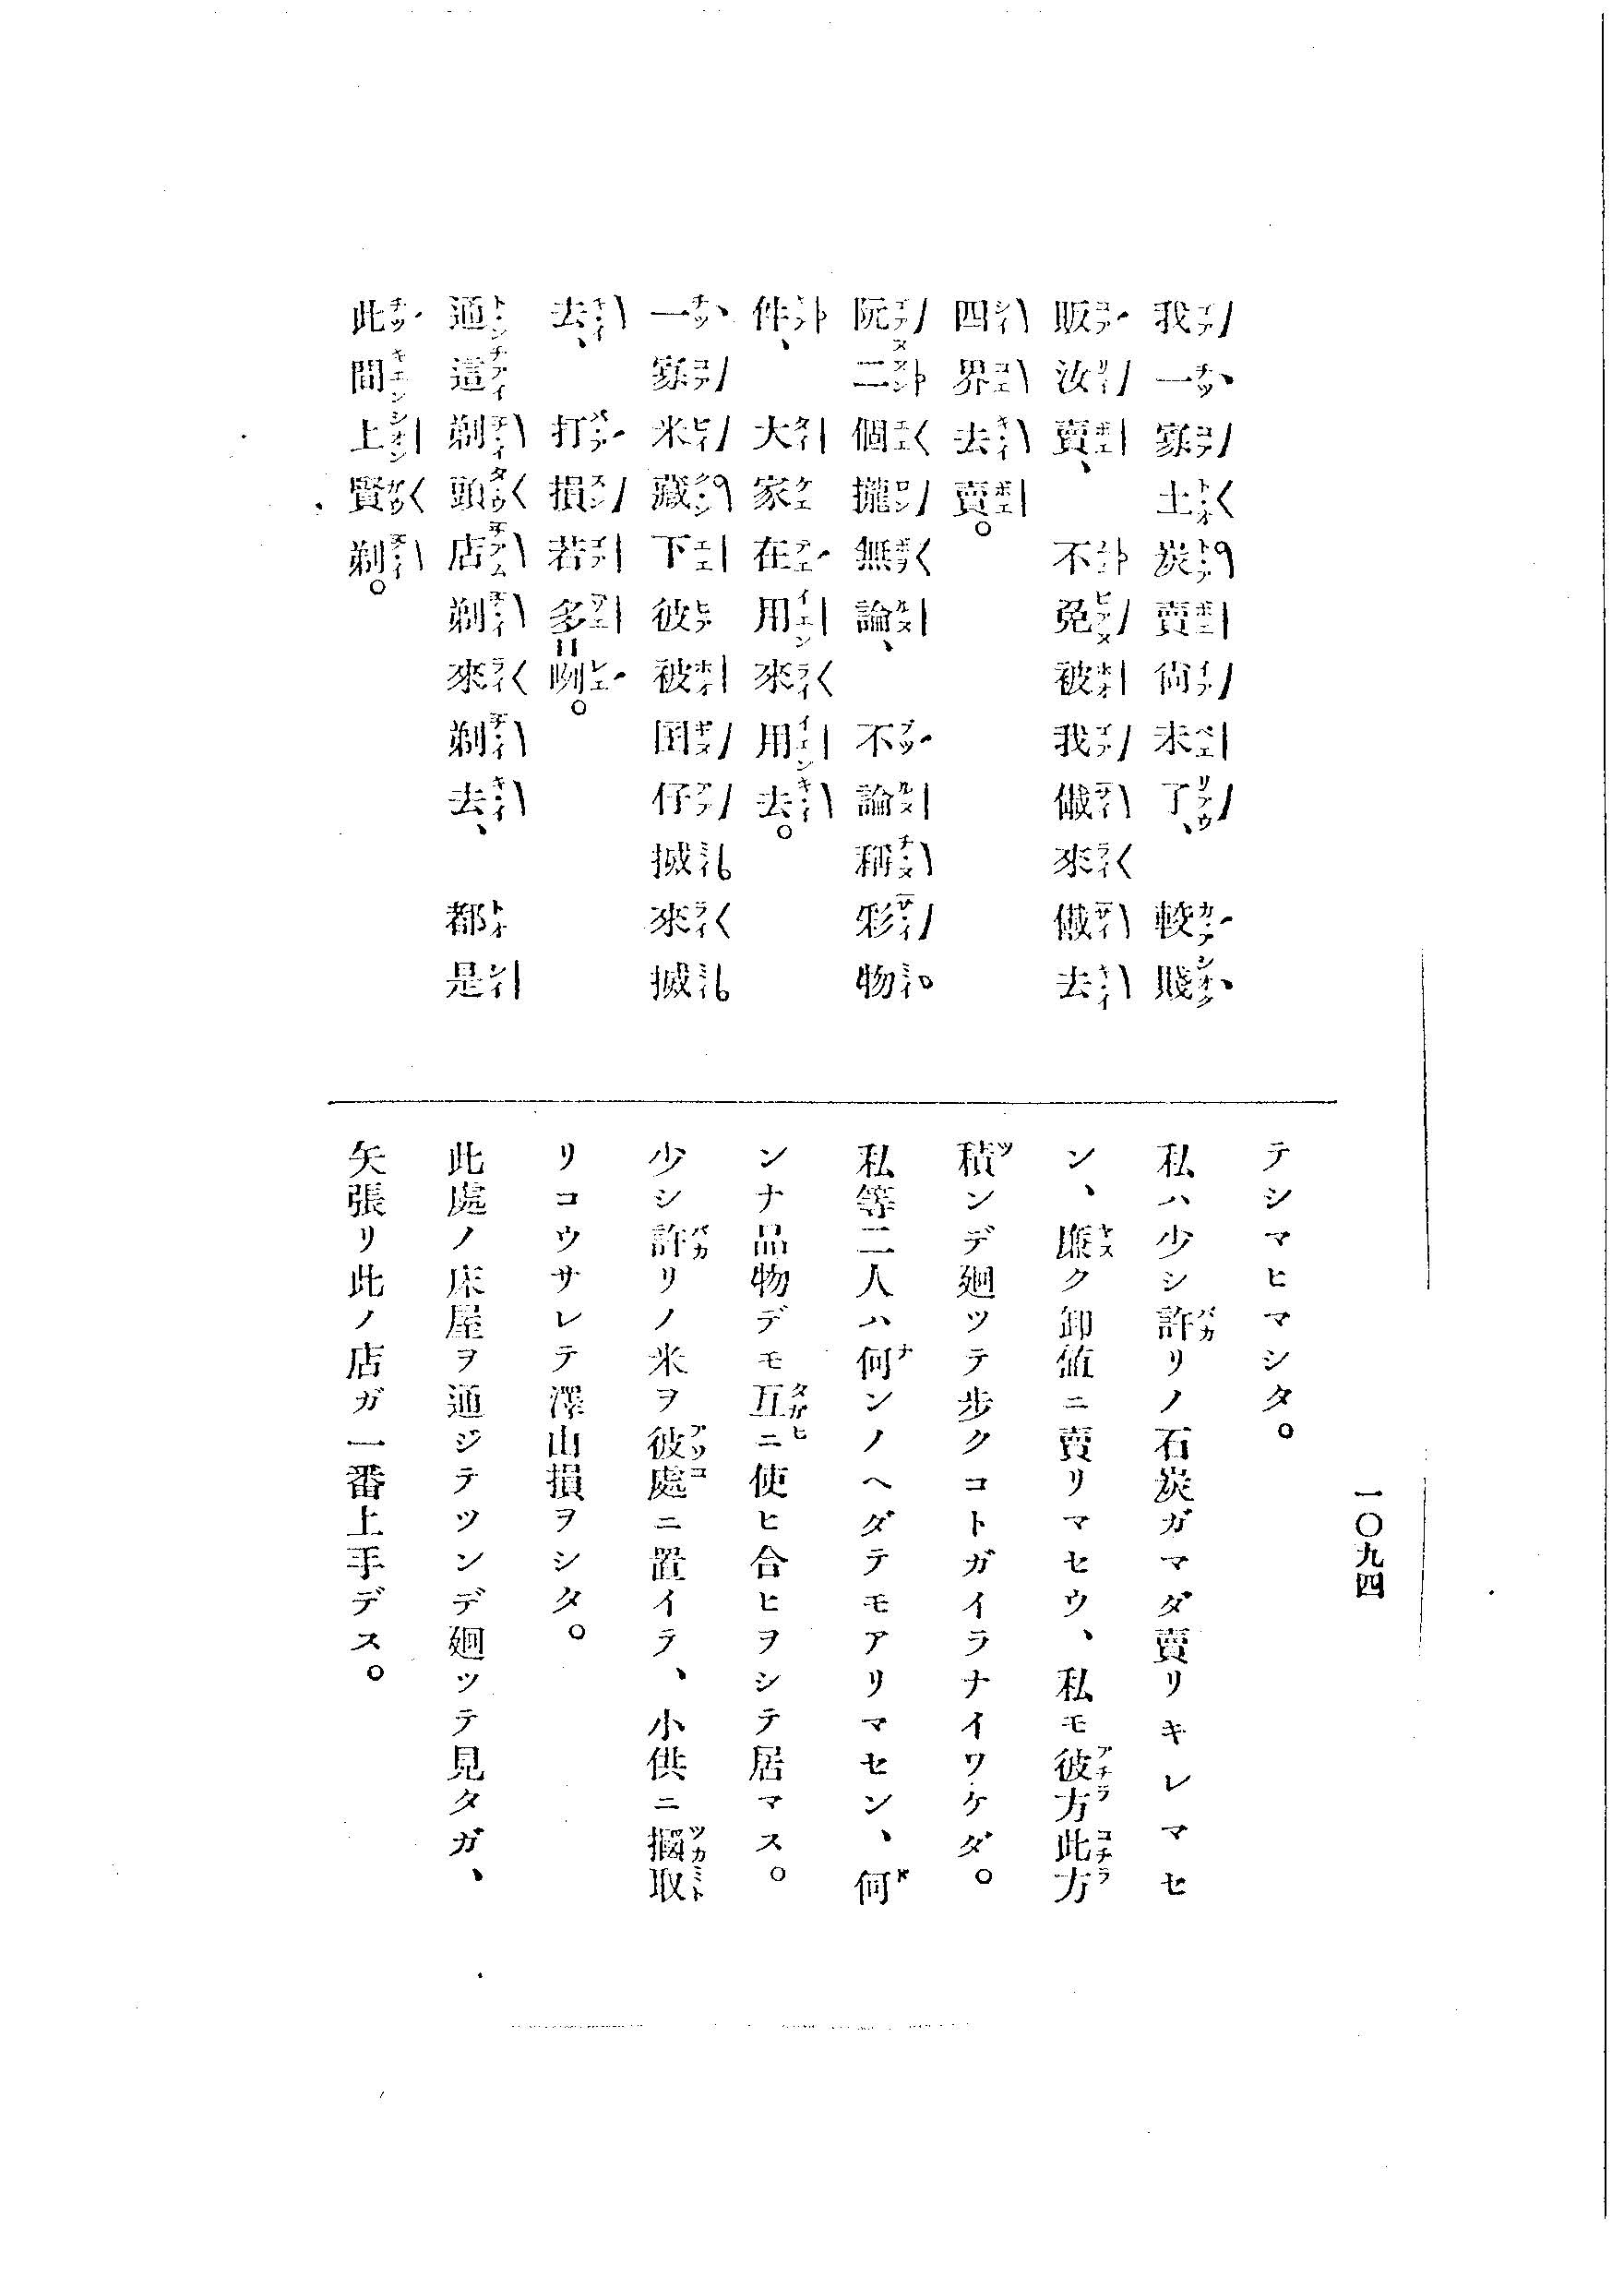 一〇九四
我一寡土炭賣尙未了、較賤
販汝賣、不免被我儎來儎去
四界去賣。
阮二個攏無論、不論稱彩物
件、大家在用來用去。
一寡米藏下彼被囝仔搣來搣
去、打損若多咧。
通這剃頭店剃來剃去、都是
此間上賢剃。
テシマヒマシタ。
私ハ少シ許リノ石炭ガマダ賣リキレマセ
ン、廉ク卸値ニ賣リマセウ、私モ彼方此方
積ンデ廻ツテ步クコトガイラナイワケダ。
私等二人ハ何ンノヘダテモアリマセン、何
ンナ品物デモ互ニ使ヒ合ヒヲシテ居マス。
少シ許リノ米ヲ彼處ニ置イテ、小供ニ摑取
リコウサレテ澤山損ヲシタ。
此處ノ床屋ヲ通ジテツンデ廻ツテ見タガ、
矢張リ此ノ店ガ一番上手デス。